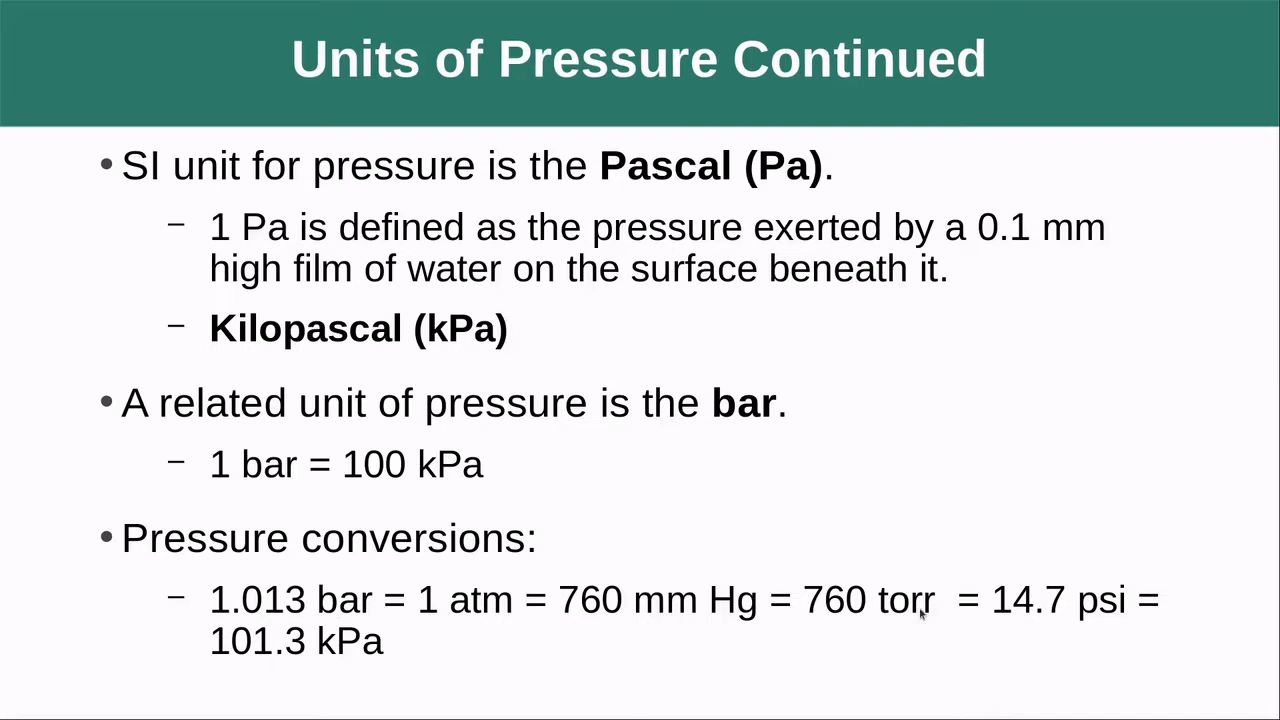 Units of Pressure Continued
• SI unit for pressure is the Pascal (Pa).
– 1 Pa is defined as the pressure exerted by a 0.1 mm
high film of water on the surface beneath it.
– Kilopascal (kPa)
• A related unit of pressure is the bar.
– 1 bar = 100 kPa
• Pressure conversions:
– 1.013 bar = 1 atm = 760 mm Hg = 760 torr = 14.7 psi =
101.3 kPa